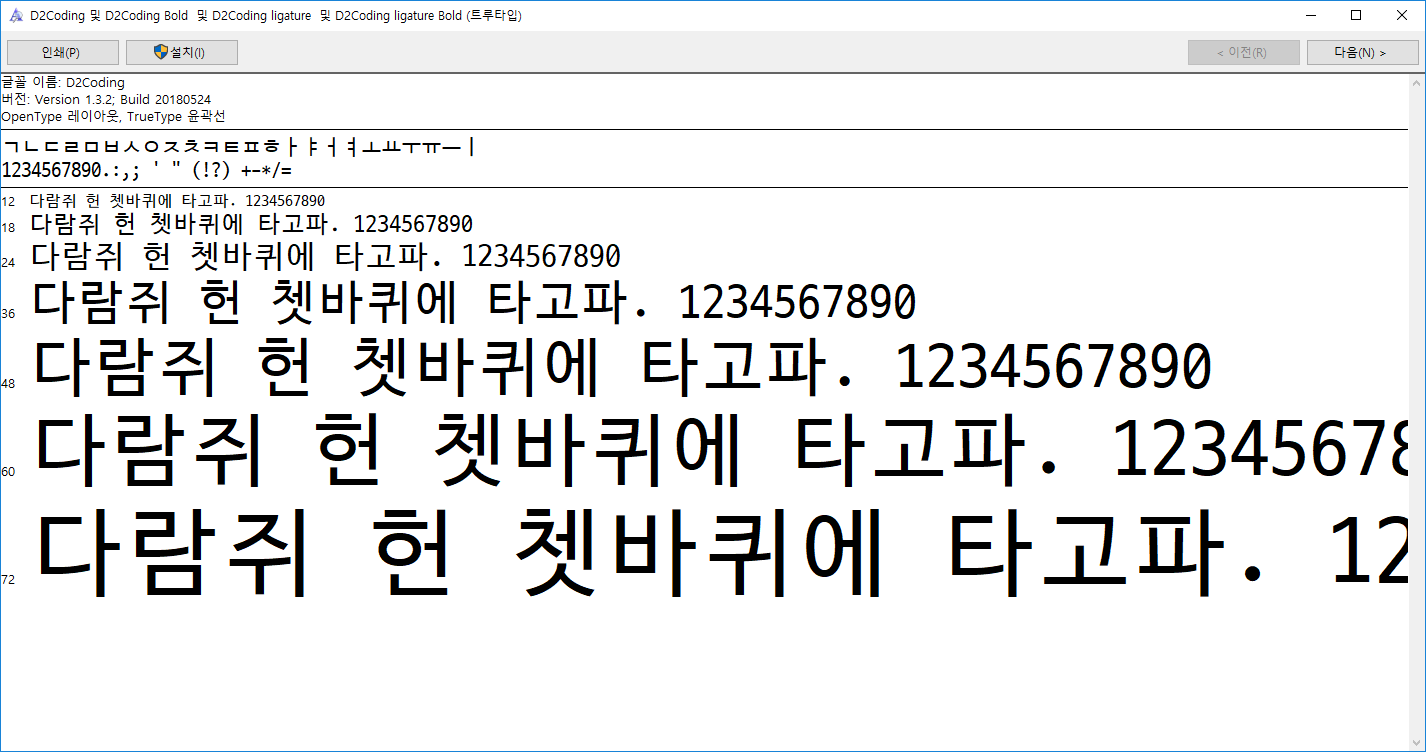 D2Coding 및 D2Coding Bold  및 D2Coding ligature  및 D2Coding ligature Bold (트루타입)
인쇄(P) 설치(I) < 이전(R) 다음(N) >
글꼴 이름: D2Coding
버전: Version 1.3.2; Build 20180524
OpenType 레이아웃, TrueType 윤곽선
ㄱㄴㄷㄹㅁㅂㅅㅇㅈㅊㅋㅌㅍㅎㅏㅑㅓㅕㅗㅛㅜㅠㅡㅣ
1234567890.:,; ' " (!?) +-*/=
12 다람쥐 헌 쳇바퀴에 타고파. 1234567890
18 다람쥐 헌 쳇바퀴에 타고파. 1234567890
24 다람쥐 헌 쳇바퀴에 타고파. 1234567890
36 다람쥐 헌 쳇바퀴에 타고파. 1234567890
48 다람쥐 헌 쳇바퀴에 타고파. 1234567890
60 다람쥐 헌 쳇바퀴에 타고파. 12345678
72 다람쥐 헌 쳇바퀴에 타고파. 12